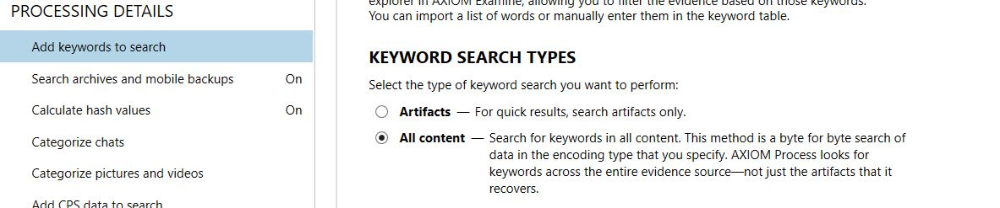 PROCESSING DETAILS
Add keywords to search
Search archives and mobile backups On
Calculate hash values On
Categorize chats
Categorize pictures and videos
Add CPS data to search
explorer in AXIOM Examine, allowing you to filter the evidence based on those keywords.
You can import a list of words or manually enter them in the keyword table.
KEYWORD SEARCH TYPES
Select the type of keyword search you want to perform:
Artifacts — For quick results, search artifacts only.
All content — Search for keywords in all content. This method is a byte for byte search of
data in the encoding type that you specify. AXIOM Process looks for
keywords across the entire evidence source—not just the artifacts that it
recovers.